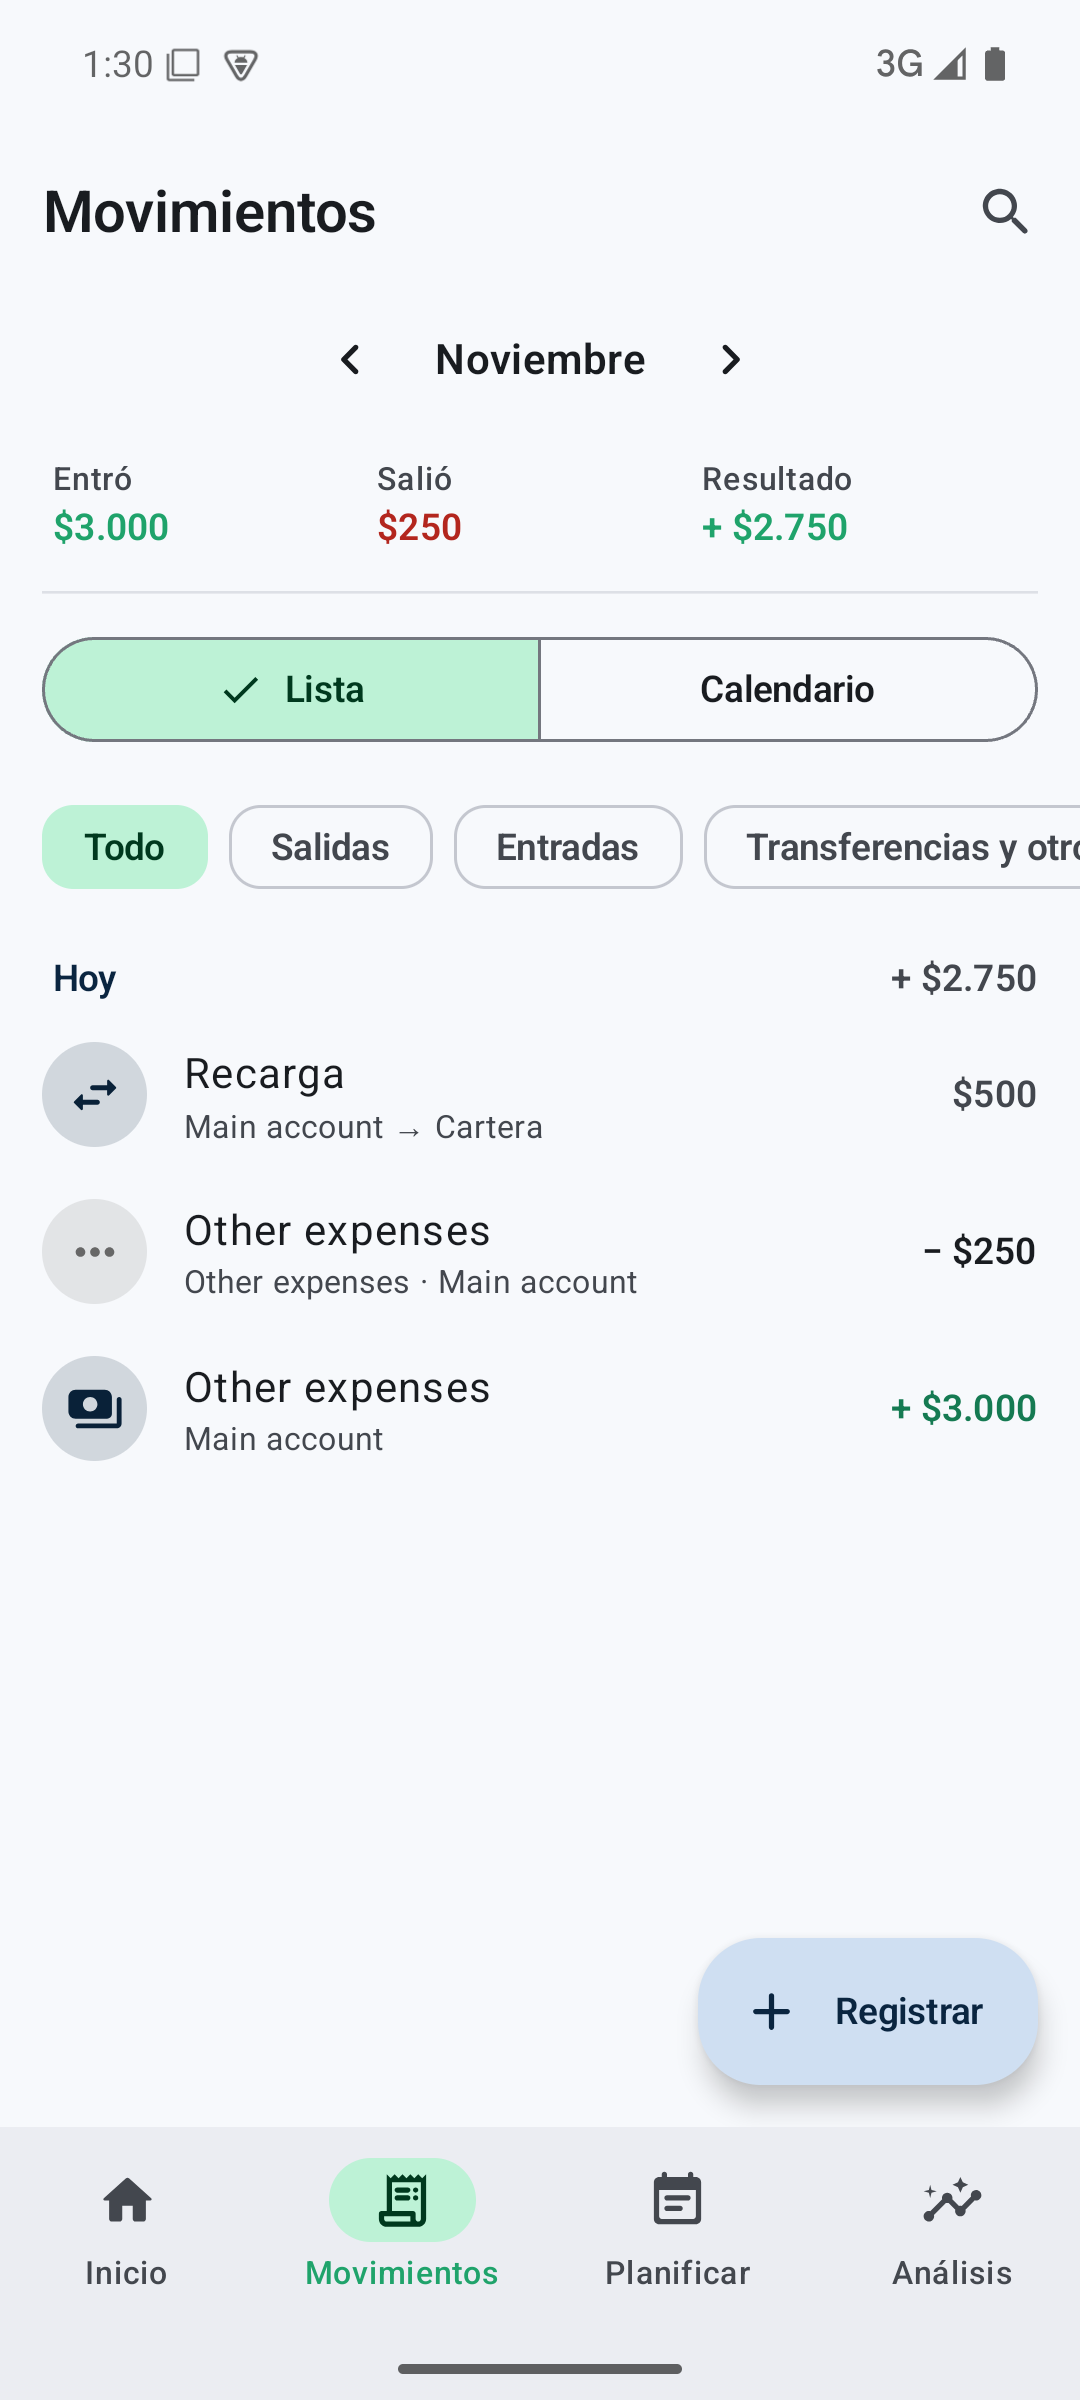 1:30
3G
Movimientos
Noviembre
Entró Salió Resultado
$3.000 $250 + $2.750
Lista Calendario
Todo Salidas Entradas Transferencias y otro
Hoy + $2.750
Recarga
Main account → Cartera
$500
Other expenses
Other expenses · Main account
− $250
Other expenses
Main account
+ $3.000
Registrar
Inicio Movimientos Planificar Análisis